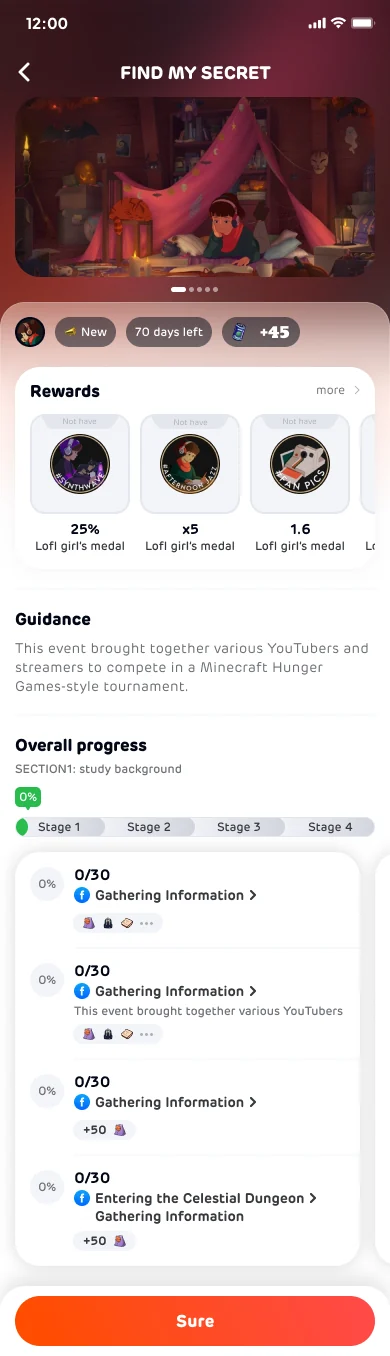 12:00
FIND MY SECRET
New
70 days left
+45
Rewards
more
Not have
Not have
Not have
#SYNTHWAVE
#AFTERNOON JAZZ
#FAN PICS
25%
x5
1.6
Lofl girl's medal
Lofl girl's medal
Lofl girl's medal
Lo
Guidance
This event brought together various YouTubers and
streamers to compete in a Minecraft Hunger
Games-style tournament.
Overall progress
SECTION1: study background
0%
Stage 1
Stage 2
Stage 3
Stage 4
0%
0/30
Gathering Information
0%
0/30
Gathering Information
This event brought together various YouTubers
0%
0/30
Gathering Information
+50
0%
0/30
Entering the Celestial Dungeon
Gathering Information
+50
Sure